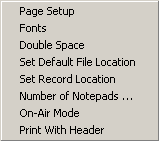 Page Setup
Fonts
Double Space
Set Default File Location
Set Record Location
Number of Notepads ...
On-Air Mode
Print With Header